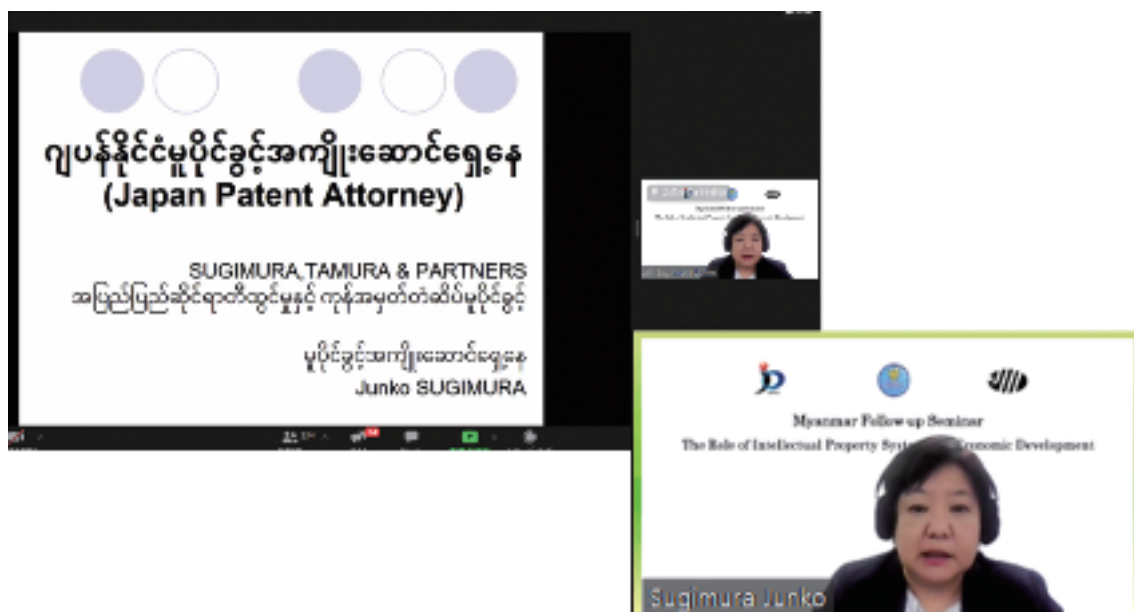 ဂျပန်နိုင်ငံမူပိုင်ခွင့်အကျိုးဆောင်ရှေ့နေ
(Japan Patent Attorney)
SUGIMURA, TAMURA & PARTNERS
အပြည်ပြည်ဆိုင်ရာတီထွင်မှုနှင့် ကုန်အမှတ်တံဆိပ်မူပိုင်ခွင့်
မူပိုင်ခွင့်အကျိုးဆောင်ရှေ့နေ
Junko SUGIMURA
Myanmar Follow-up Seminar
The Role of Intellectual Property Economic Development
Sugimura Junko